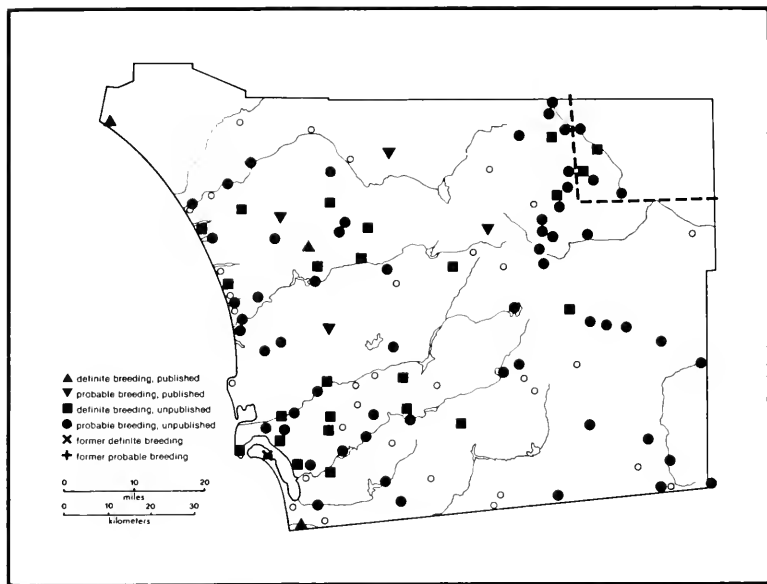 definite breeding, published
probable breeding, published
definite breeding, unpublished
probable breeding, unpublished
former definite breeding
former probable breeding
0 10 20
miles
0 10 20 30
kilometers